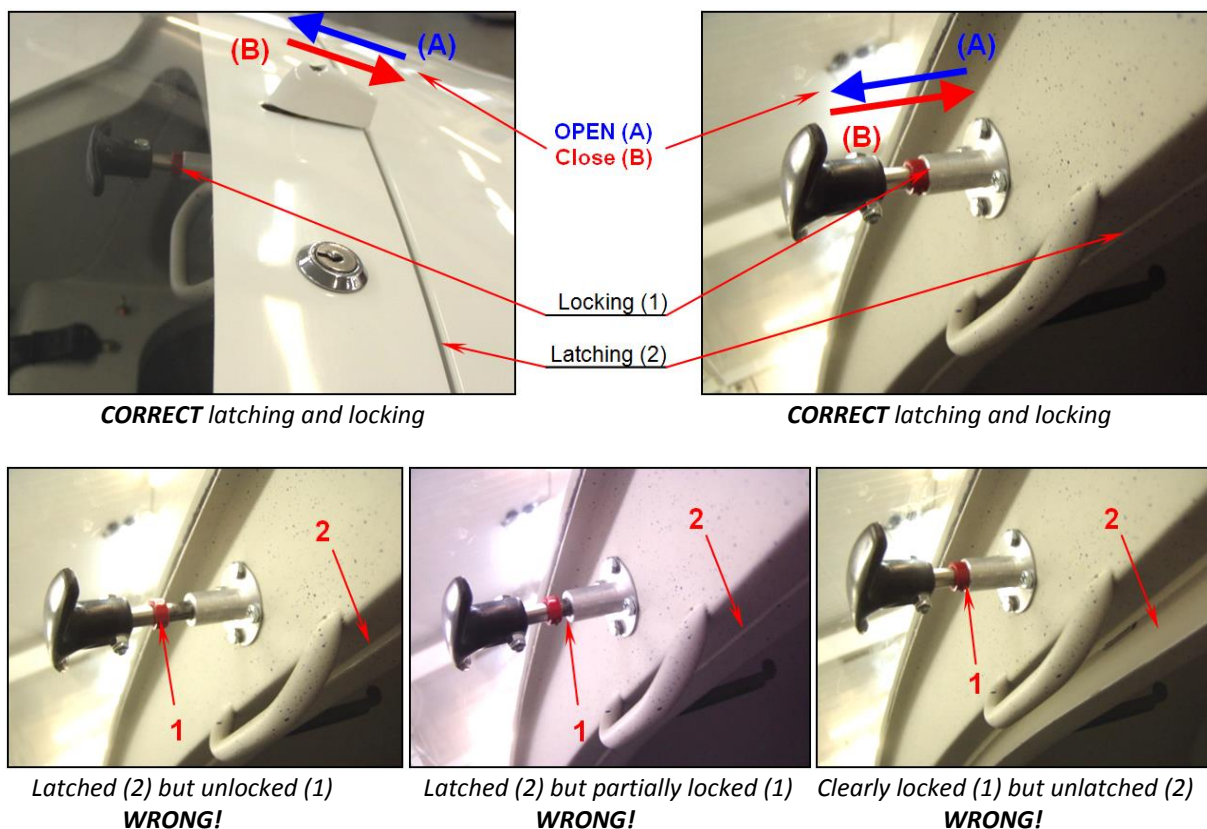 (A)
(B)
(A)
(B)
OPEN (A)
Close (B)
Locking (1)
Latching (2)
CORRECT latching and locking
CORRECT latching and locking
2
1
2
1
2
1
Latched (2) but unlocked (1)
WRONG!
Latched (2) but partially locked (1)
WRONG!
Clearly locked (1) but unlatched (2)
WRONG!